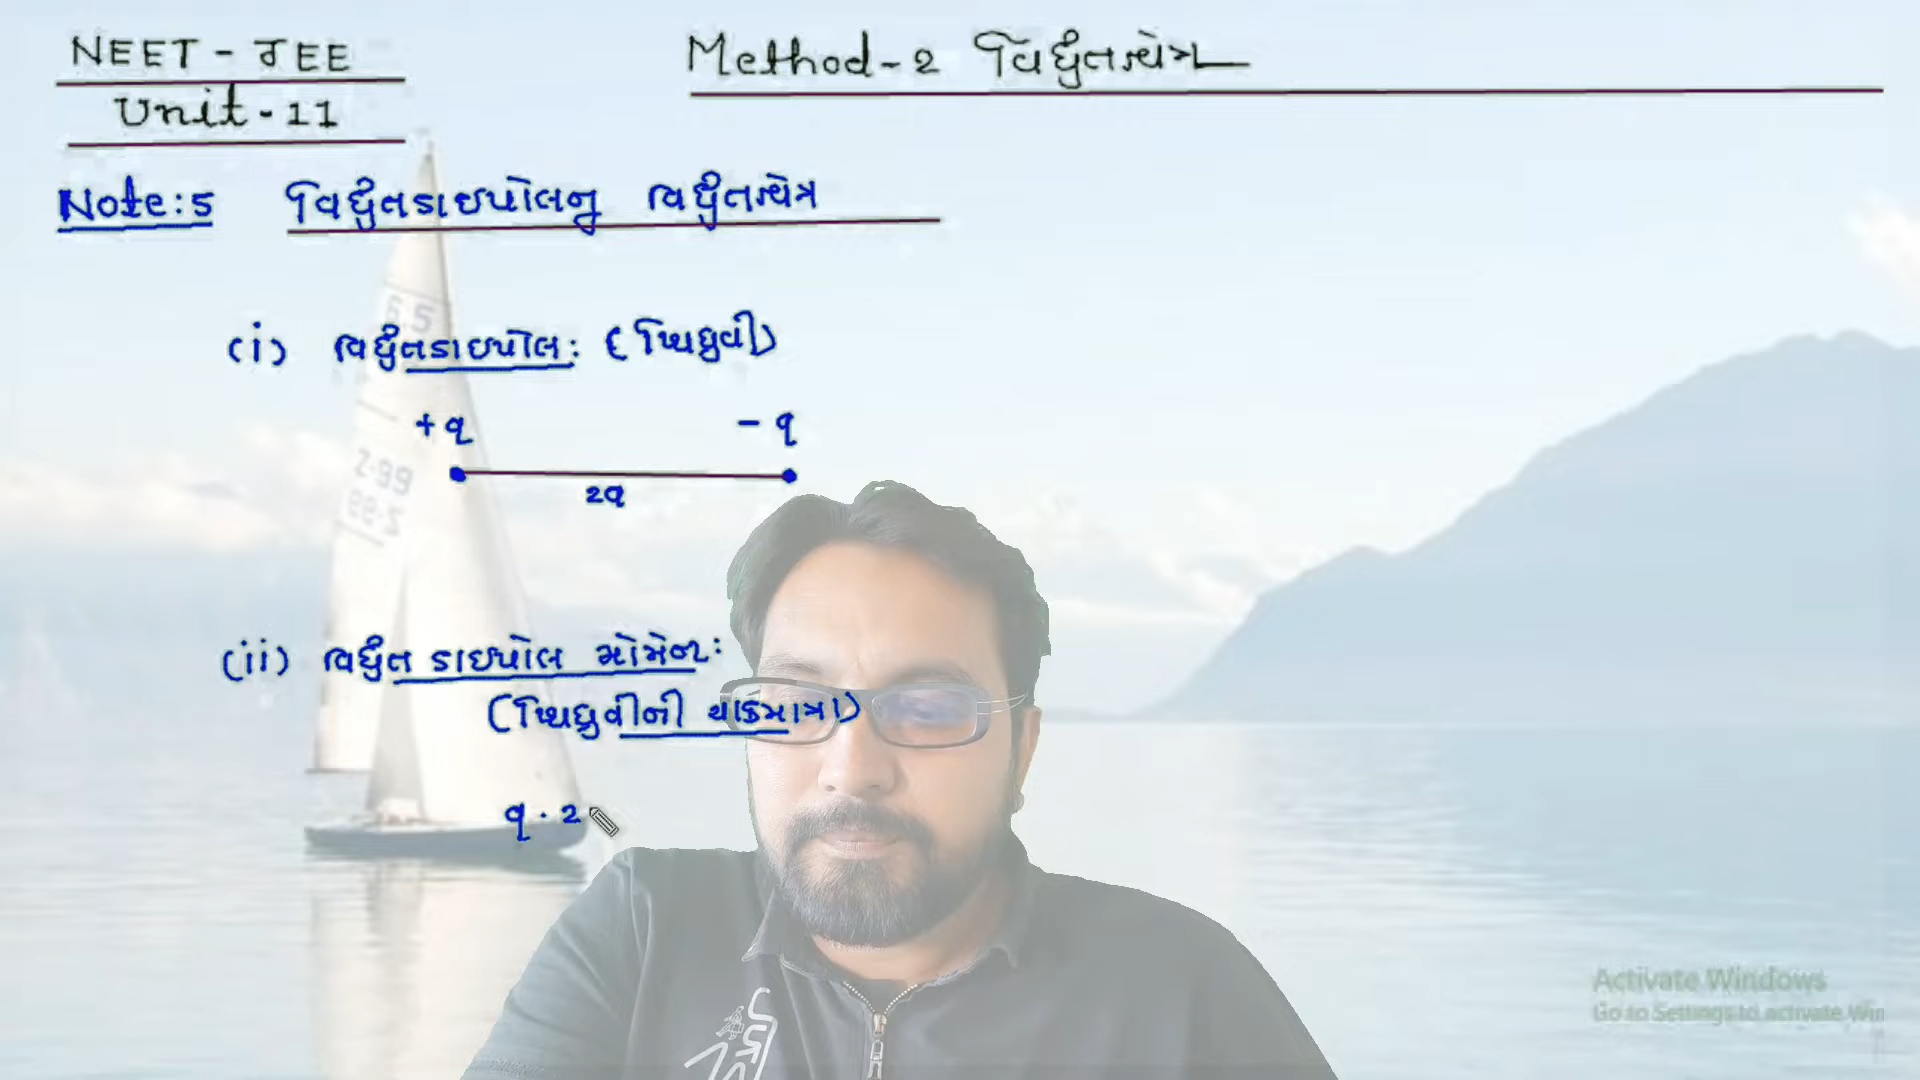 NEET - JEE
Unit - 11
Method - 2 વિદ્યુતક્ષેત્ર
Note: 5 વિદ્યુતડાઇપોલનુ વિદ્યુતક્ષેત્ર
(i) વિદ્યુતડાઇપોલ: (દ્વિધ્રુવી)
+q - q
2a
(ii) વિદ્યુત ડાઇપોલ મોમેન્ટ:
(દ્વિધ્રુવીની ચાકમાત્રા)
q · 2
Activate Windows
Go to Settings to activate Win